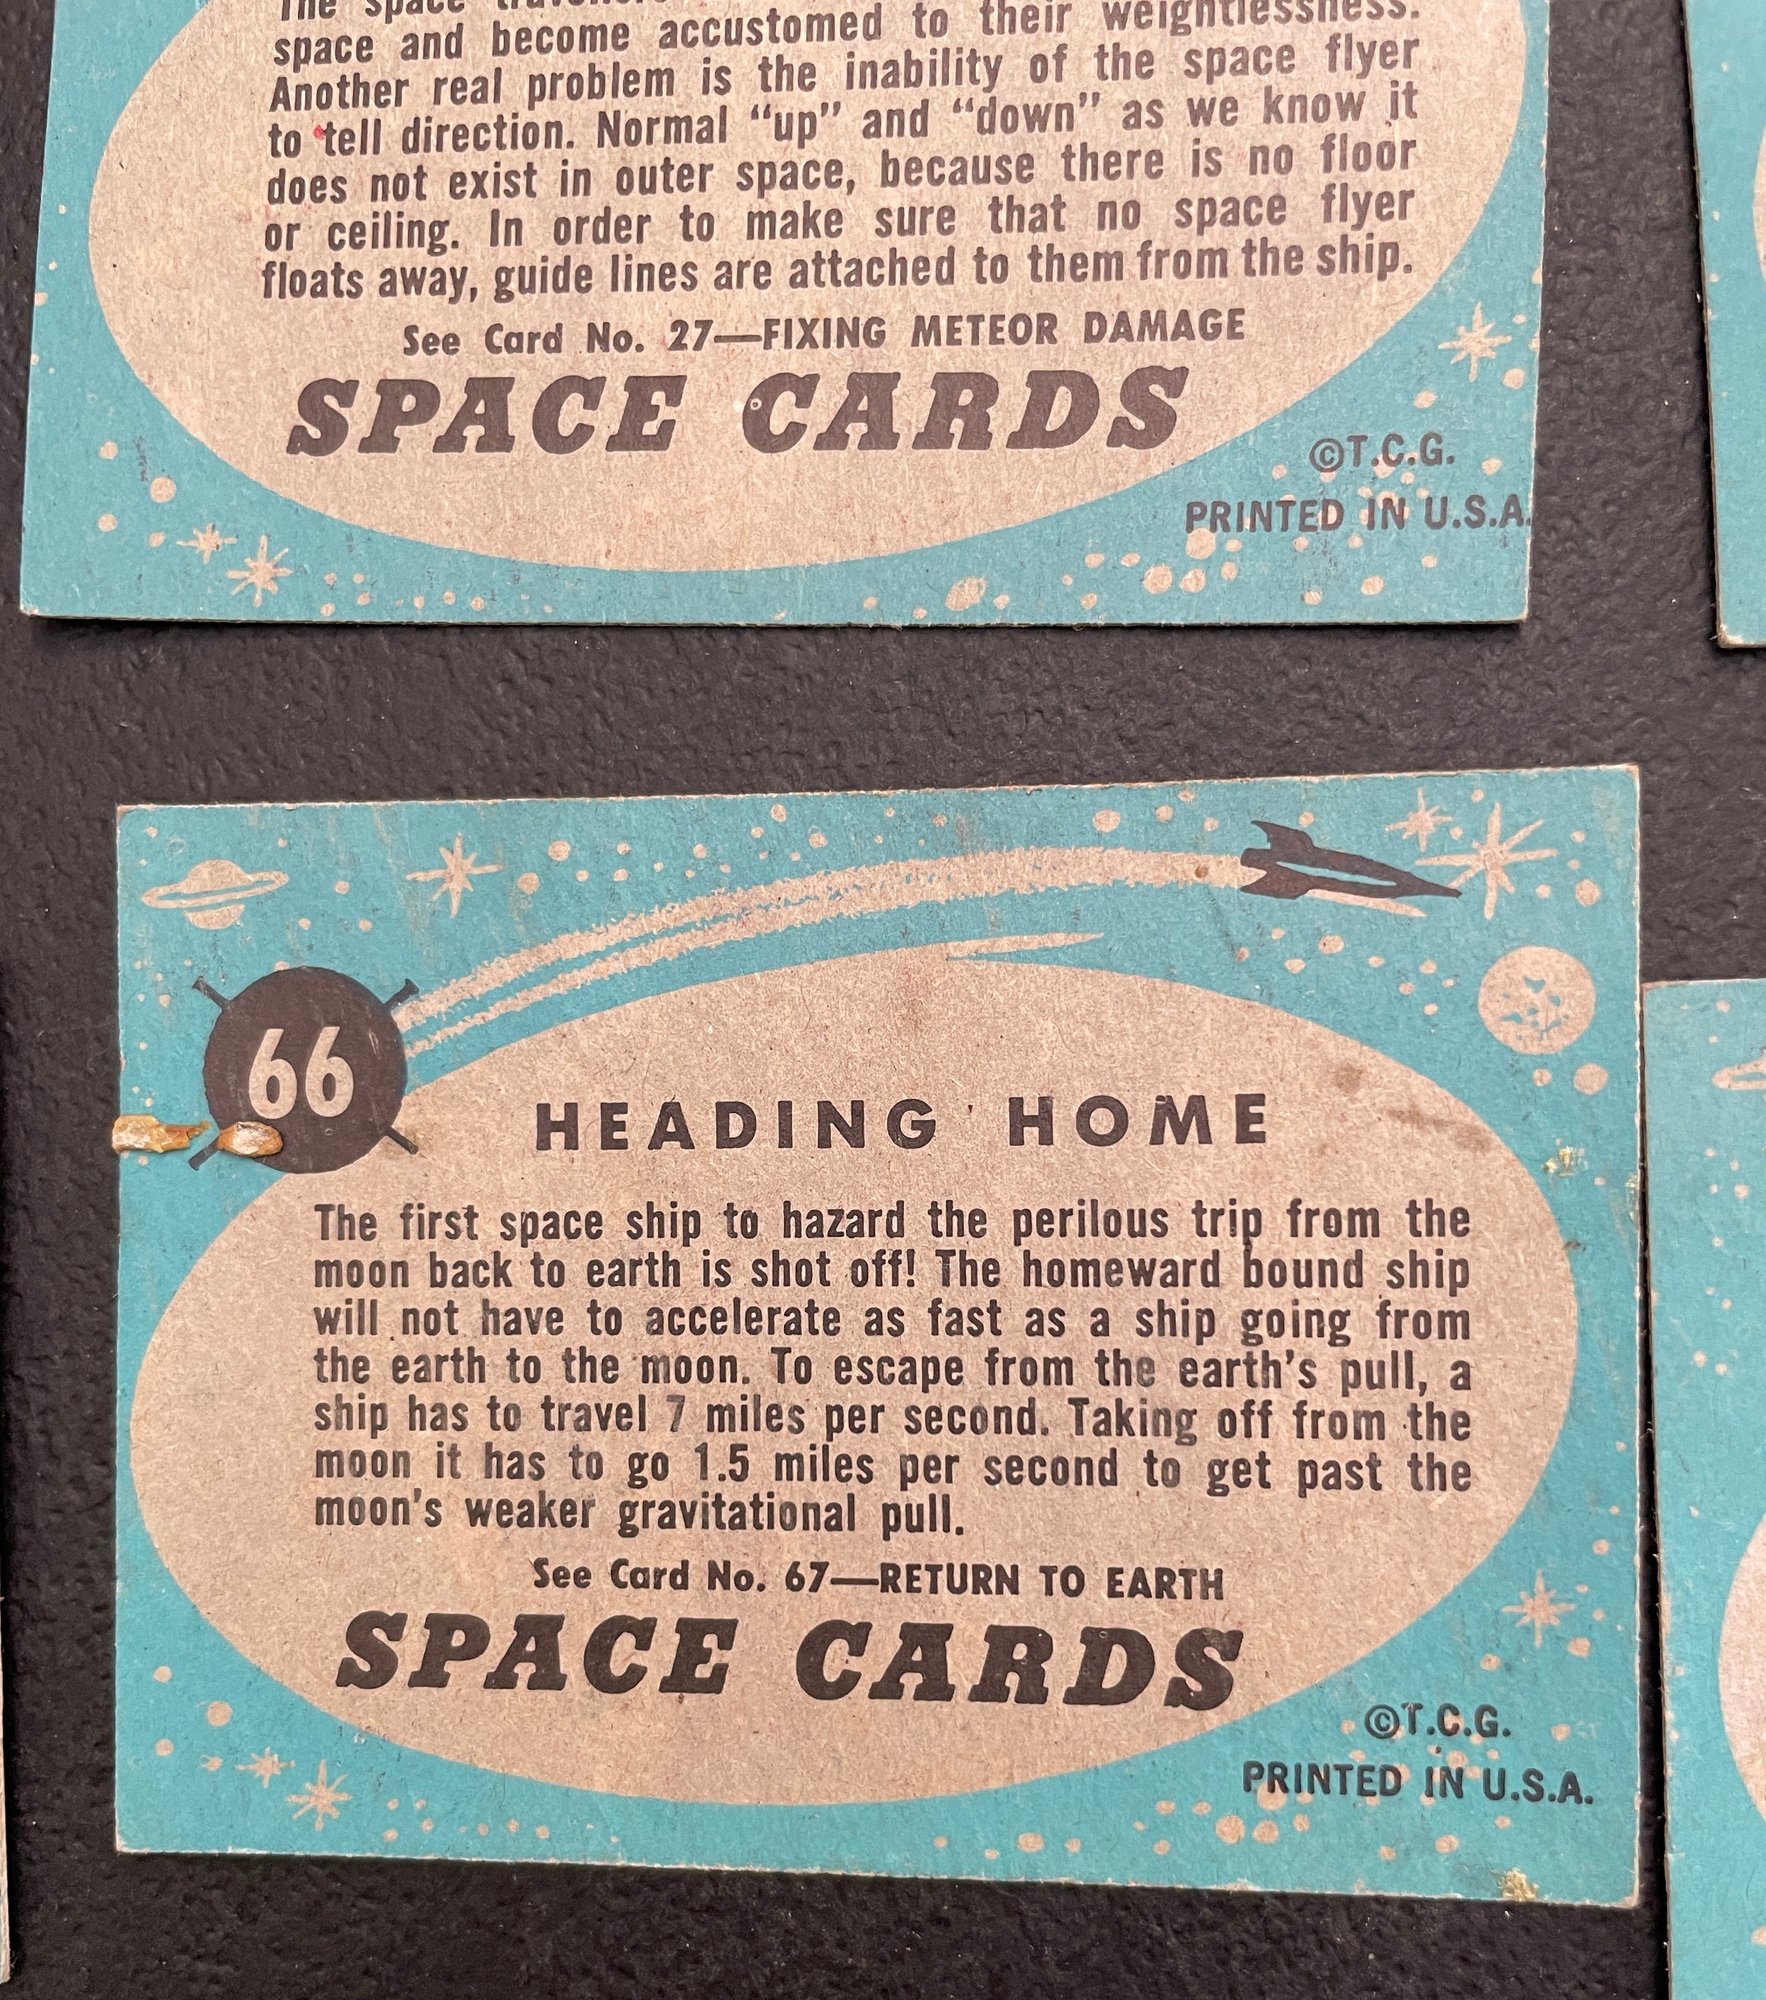 The space
space and become accustomed to their weightlessness.
Another real problem is the inability of the space flyer
to tell direction. Normal “up” and “down” as we know it
does not exist in outer space, because there is no floor
or ceiling. In order to make sure that no space flyer
floats away, guide lines are attached to them from the ship.
See Card No. 27—FIXING METEOR DAMAGE
SPACE CARDS
©T.C.G.
PRINTED IN U.S.A.
66
HEADING HOME
The first space ship to hazard the perilous trip from the
moon back to earth is shot off! The homeward bound ship
will not have to accelerate as fast as a ship going from
the earth to the moon. To escape from the earth's pull, a
ship has to travel 7 miles per second. Taking off from the
moon it has to go 1.5 miles per second to get past the
moon's weaker gravitational pull.
See Card No. 67—RETURN TO EARTH
SPACE CARDS
©T.C.G.
PRINTED IN U.S.A.